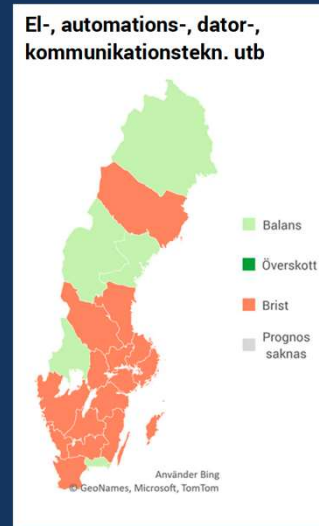 El-, automations-, dator-,
kommunikationstekn. utb
Balans
Överskott
Brist
Prognos
saknas
Använder Bing
© GeoNames, Microsoft, TomTom